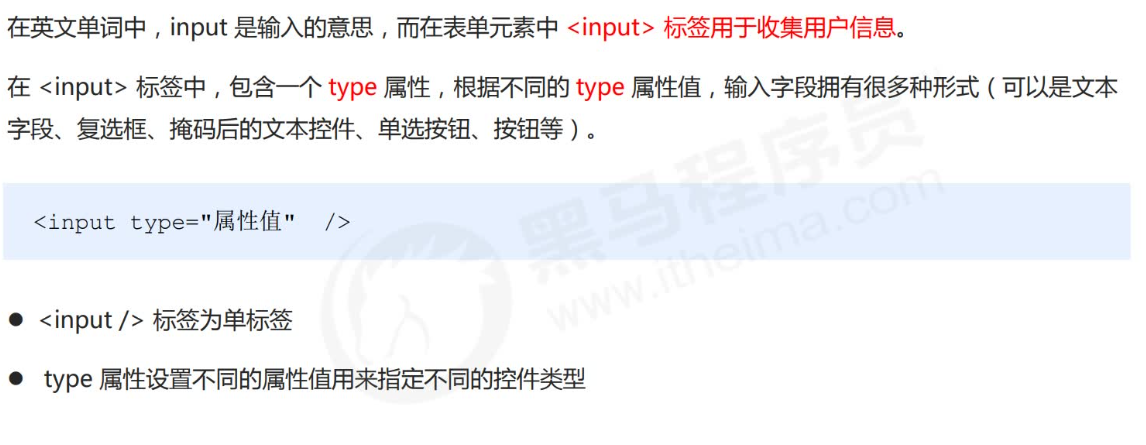 在英文单词中，input 是输入的意思，而在表单元素中 <input> 标签用于收集用户信息。
在 <input> 标签中，包含一个 type 属性，根据不同的 type 属性值，输入字段拥有很多种形式（可以是文本
字段、复选框、掩码后的文本控件、单选按钮、按钮等）。
<input type="属性值"  />
● <input /> 标签为单标签
● type 属性设置不同的属性值用来指定不同的控件类型
黑马程序员
www.itheima.com